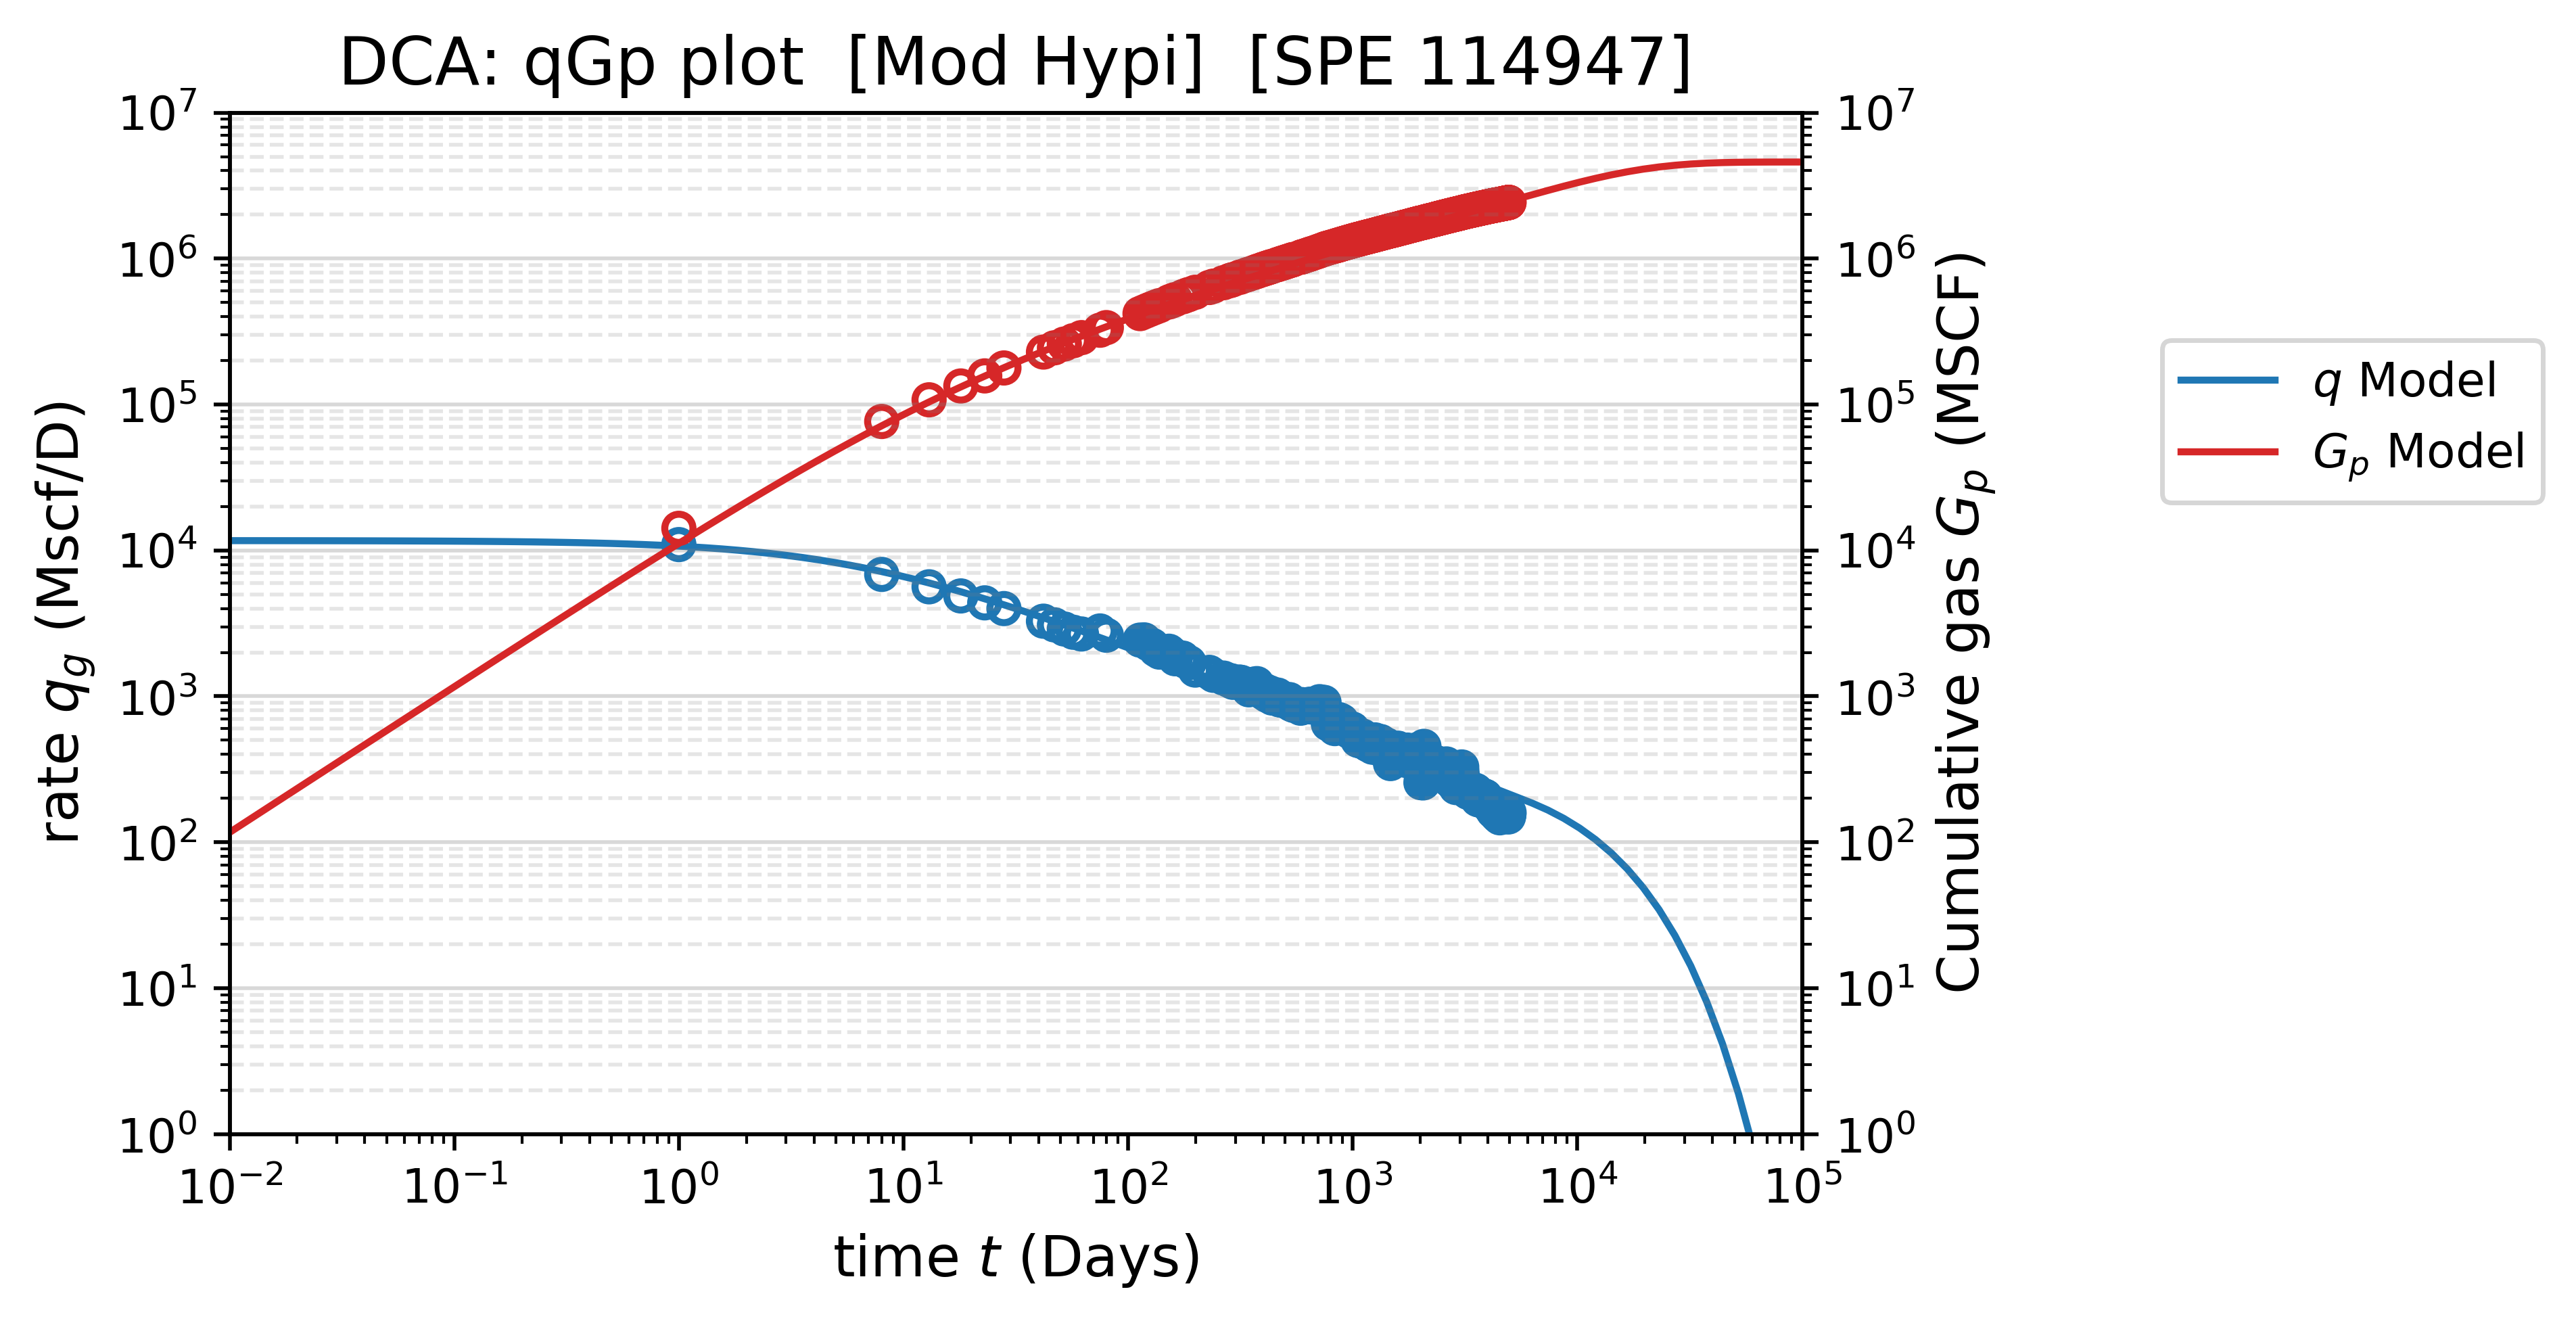 DCA: qGp plot  [Mod Hypi]  [SPE 114947]
rate q_g (Mscf/D)
10^7
10^6
10^5
10^4
10^3
10^2
10^1
10^0
10^−2 10^−1 10^0 10^1 10^2 10^3 10^4 10^5
time t (Days)
10^7
10^6
10^5
10^4
10^3
10^2
10^1
10^0
Cumulative gas G_p (MSCF)
q Model
G_p Model